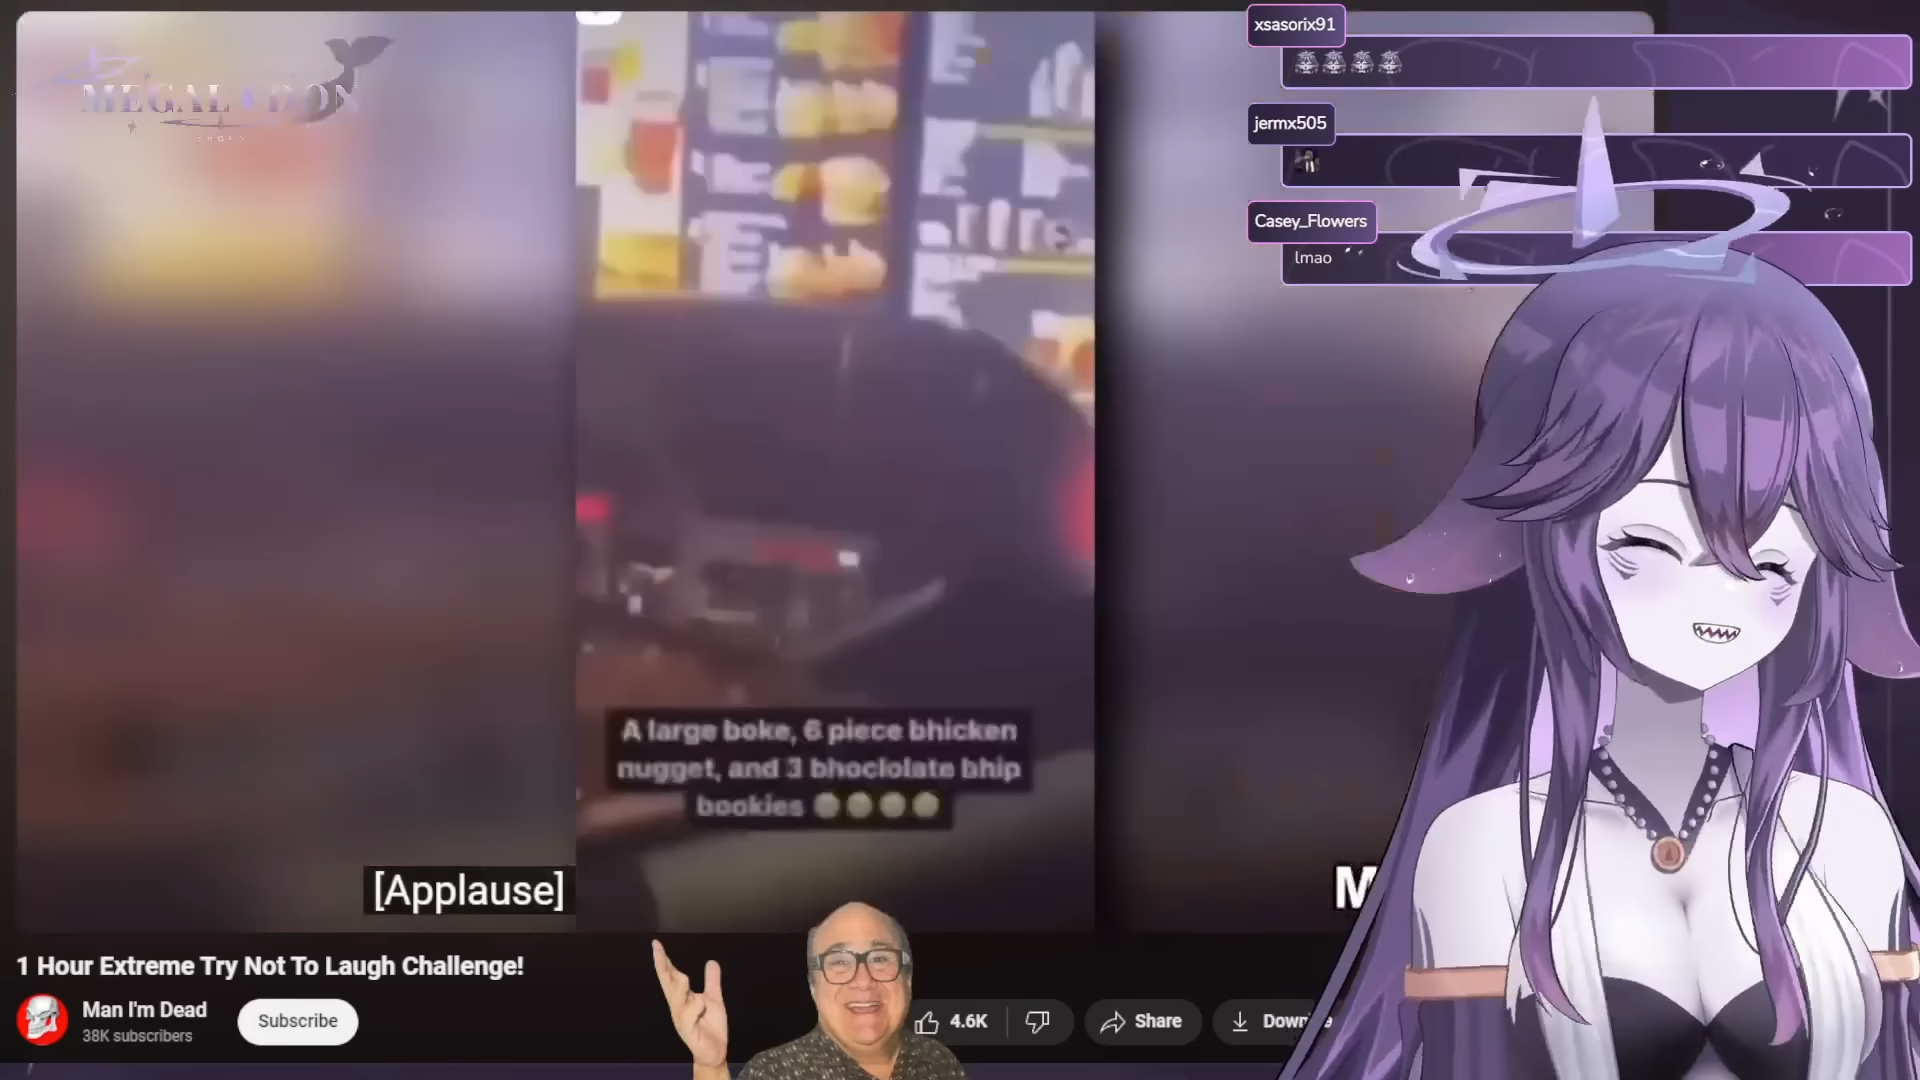 MEGALODON
xsasorix91
jermx505
Casey_Flowers
lmao
A large boke, 6 piece bhicken
nugget, and 3 bhoclolate bhip
bookies
[Applause]
M
1 Hour Extreme Try Not To Laugh Challenge!
Man I'm Dead
38K subscribers
Subscribe
4.6K
Share